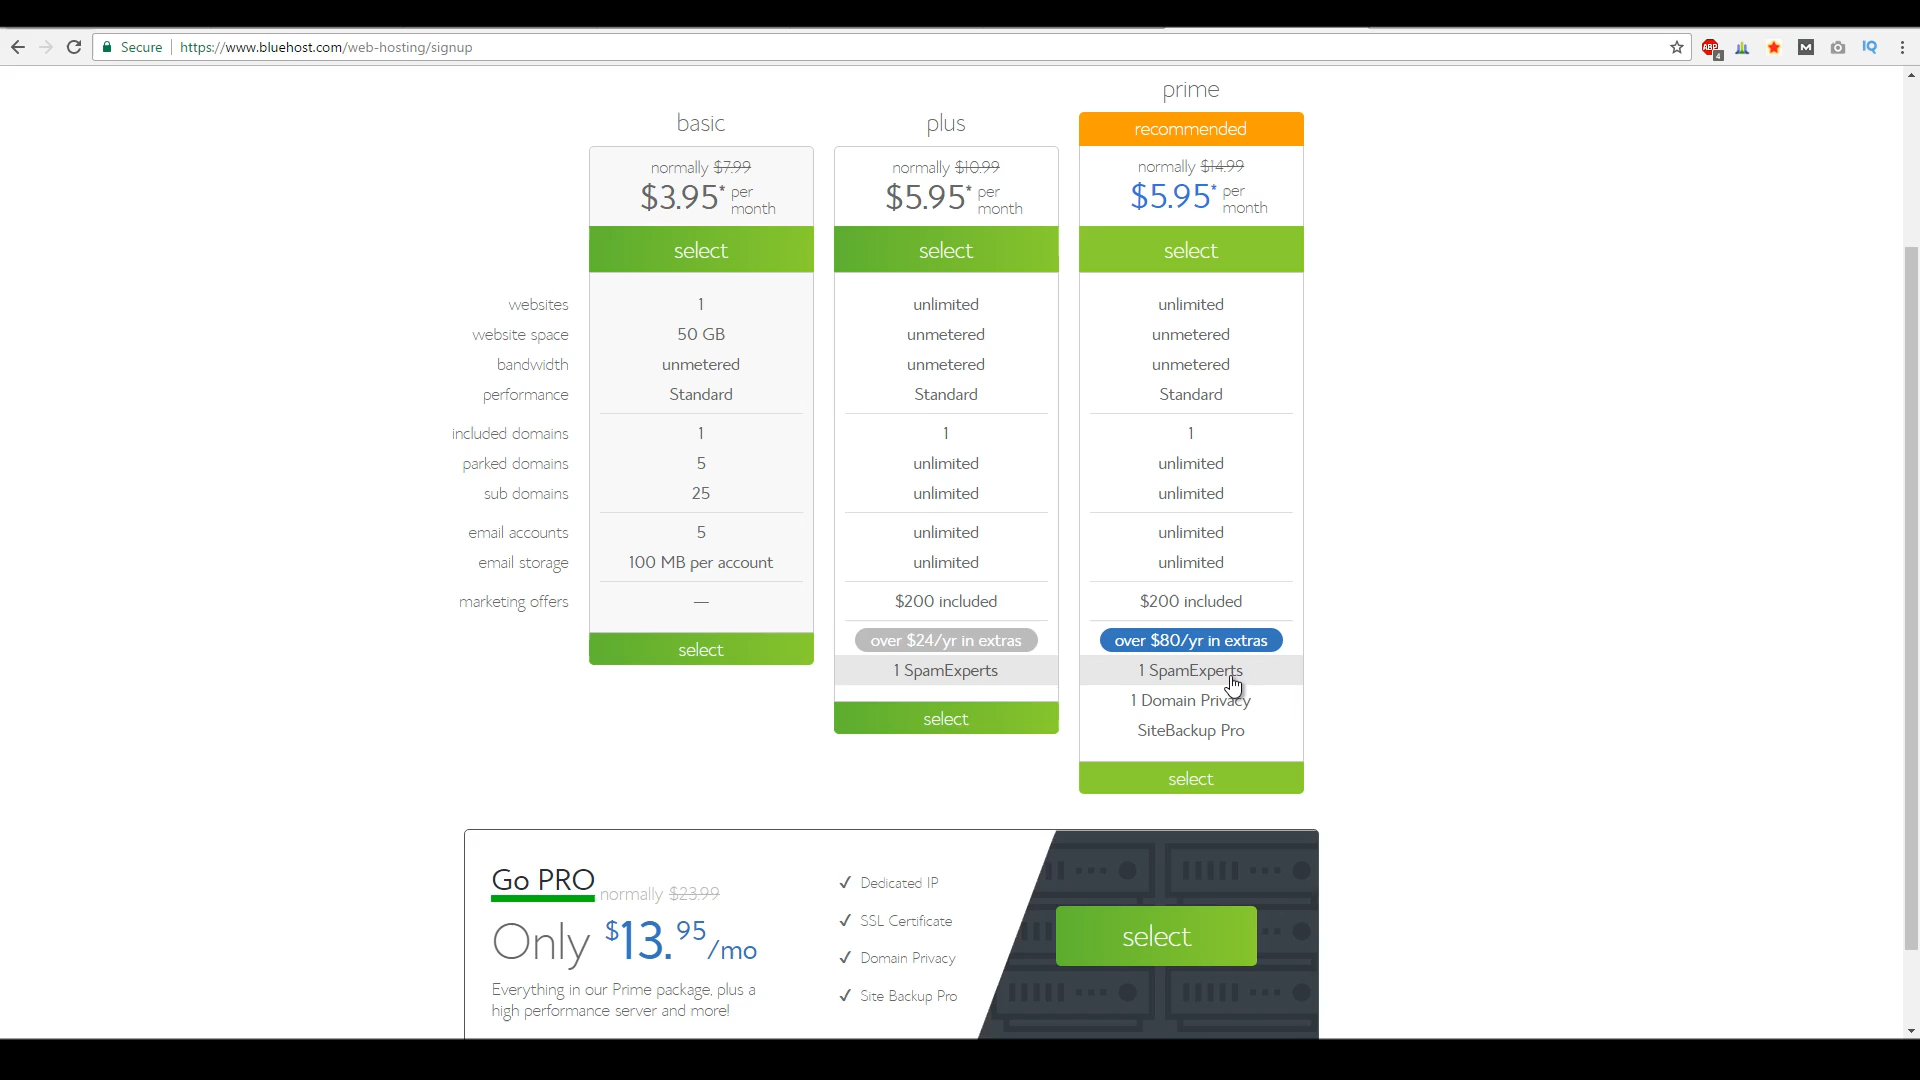 Secure https://www.bluehost.com/web-hosting/signup
ABP 4 M IQ
basic plus prime
recommended
normally $7.99 normally $10.99 normally $14.99
$3.95* per month $5.95* per month $5.95* per month
select select select
websites 1 unlimited unlimited
website space 50 GB unmetered unmetered
bandwidth unmetered unmetered unmetered
performance Standard Standard Standard
included domains 1 1 1
parked domains 5 unlimited unlimited
sub domains 25 unlimited unlimited
email accounts 5 unlimited unlimited
email storage 100 MB per account unlimited unlimited
marketing offers — $200 included $200 included
over $24/yr in extras over $80/yr in extras
select 1 SpamExperts 1 SpamExperts
1 Domain Privacy
select SiteBackup Pro
select
Go PRO normally $23.99
Only $13.95/mo
Everything in our Prime package, plus a
high performance server and more!
✓ Dedicated IP
✓ SSL Certificate
✓ Domain Privacy
✓ Site Backup Pro
select